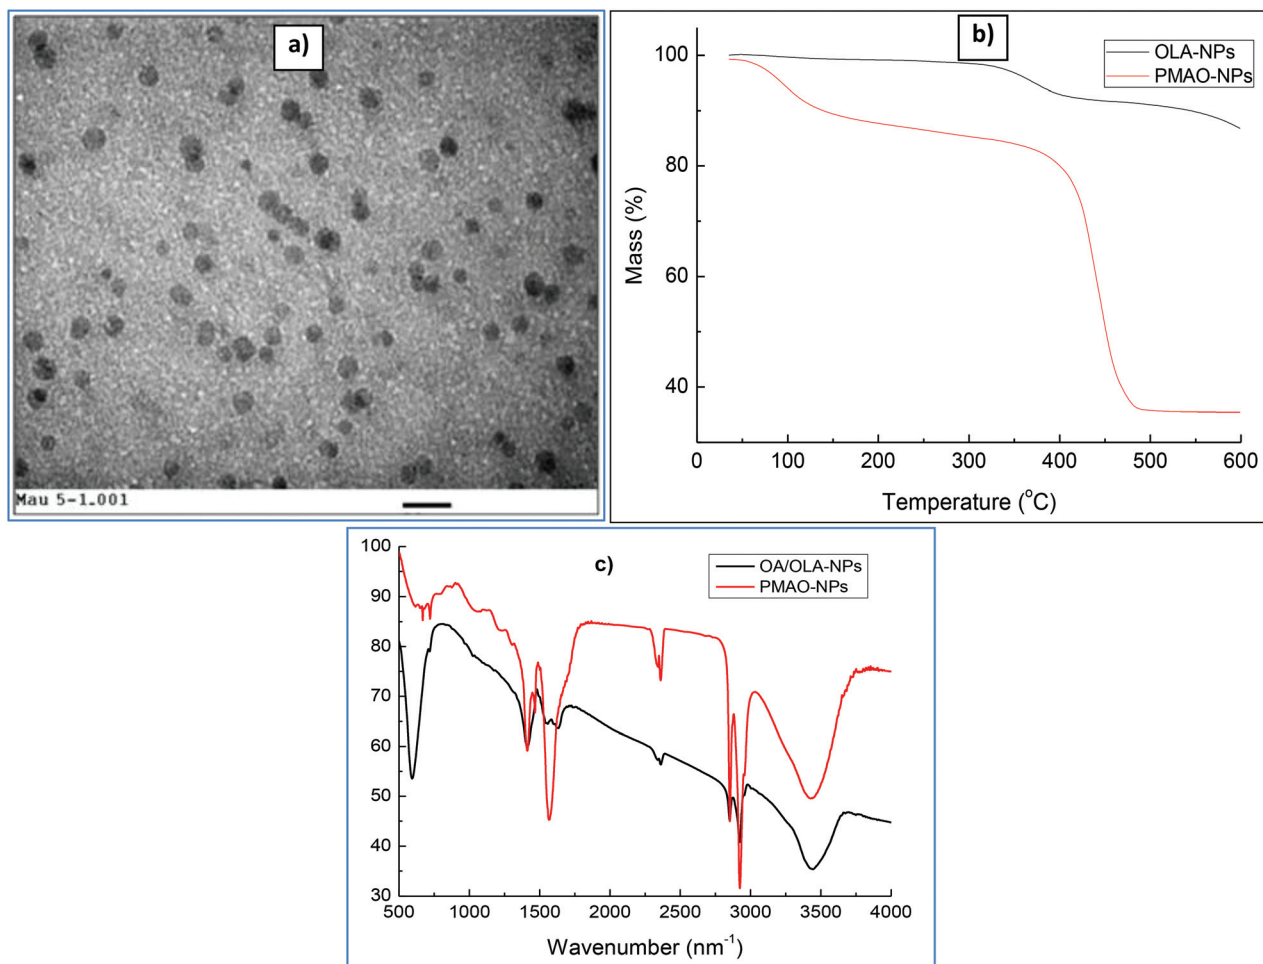 a)
Mau 5-1.001
b)
OLA-NPs
PMAO-NPs
100
80
60
40
Mass (%)
0 100 200 300 400 500 600
Temperature (°C)
c)
OA/OLA-NPs
PMAO-NPs
100
90
80
70
60
50
40
30
500 1000 1500 2000 2500 3000 3500 4000
Wavenumber (nm⁻¹)